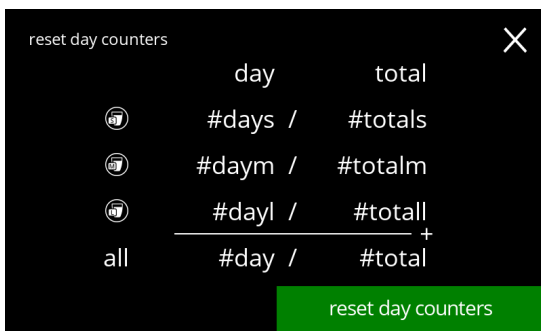 reset day counters
day total
S #days / #totals
M #daym / #totalm
L #dayl / #totall
+
all #day / #total
reset day counters